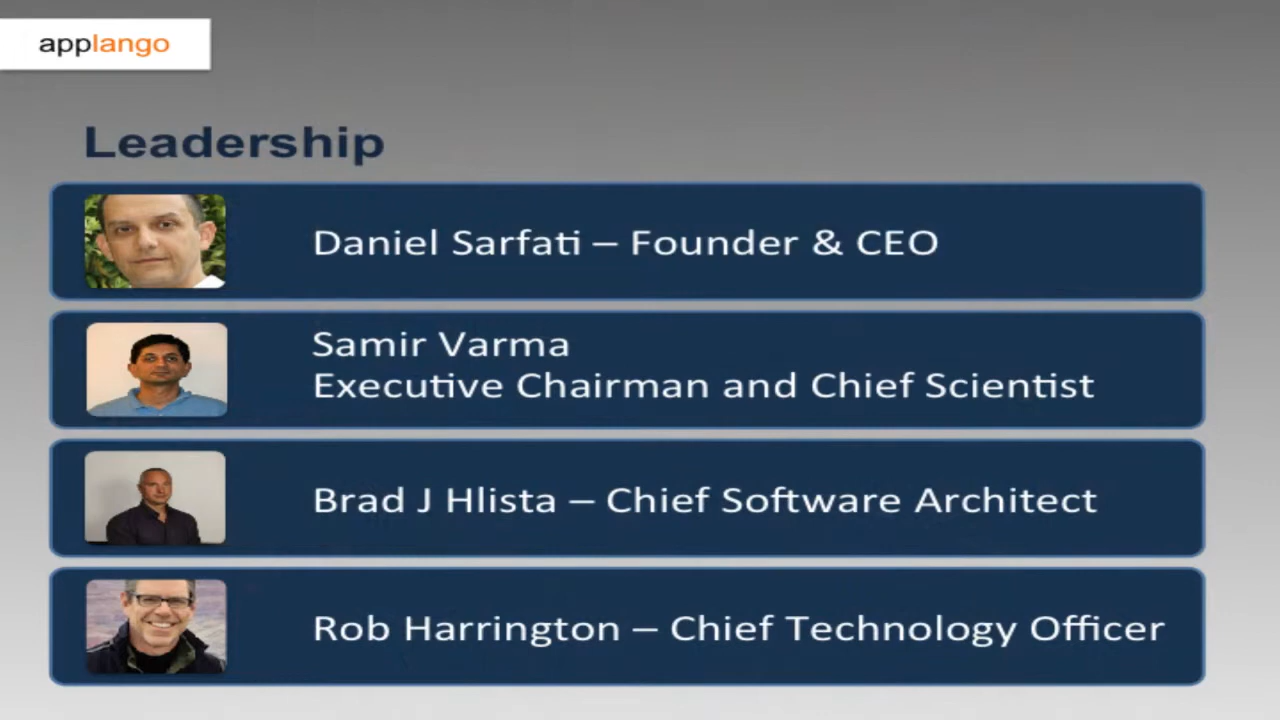 applango
Leadership
Daniel Sarfati – Founder & CEO
Samir Varma
Executive Chairman and Chief Scientist
Brad J Hlista – Chief Software Architect
Rob Harrington – Chief Technology Officer